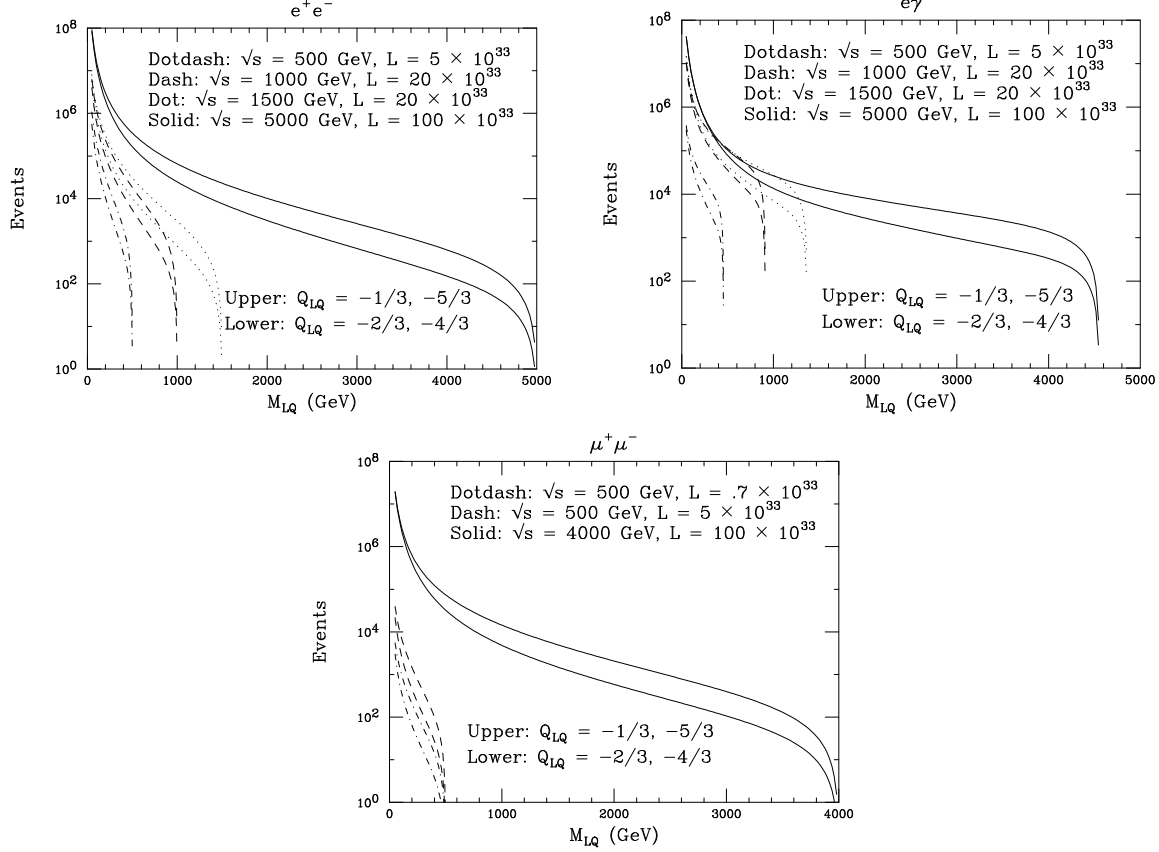 e⁺e⁻
10⁸
10⁶
10⁴
10²
10⁰
Events
Dotdash: √s = 500 GeV, L = 5 × 10³³
Dash: √s = 1000 GeV, L = 20 × 10³³
Dot: √s = 1500 GeV, L = 20 × 10³³
Solid: √s = 5000 GeV, L = 100 × 10³³
Upper: Q_LQ = −1/3, −5/3
Lower: Q_LQ = −2/3, −4/3
0 1000 2000 3000 4000 5000
M_LQ (GeV)
eγ
10⁸
10⁶
10⁴
10²
10⁰
Events
Dotdash: √s = 500 GeV, L = 5 × 10³³
Dash: √s = 1000 GeV, L = 20 × 10³³
Dot: √s = 1500 GeV, L = 20 × 10³³
Solid: √s = 5000 GeV, L = 100 × 10³³
Upper: Q_LQ = −1/3, −5/3
Lower: Q_LQ = −2/3, −4/3
0 1000 2000 3000 4000 5000
M_LQ (GeV)
μ⁺μ⁻
10⁸
10⁶
10⁴
10²
10⁰
Events
Dotdash: √s = 500 GeV, L = .7 × 10³³
Dash: √s = 500 GeV, L = 5 × 10³³
Solid: √s = 4000 GeV, L = 100 × 10³³
Upper: Q_LQ = −1/3, −5/3
Lower: Q_LQ = −2/3, −4/3
0 1000 2000 3000 4000
M_LQ (GeV)